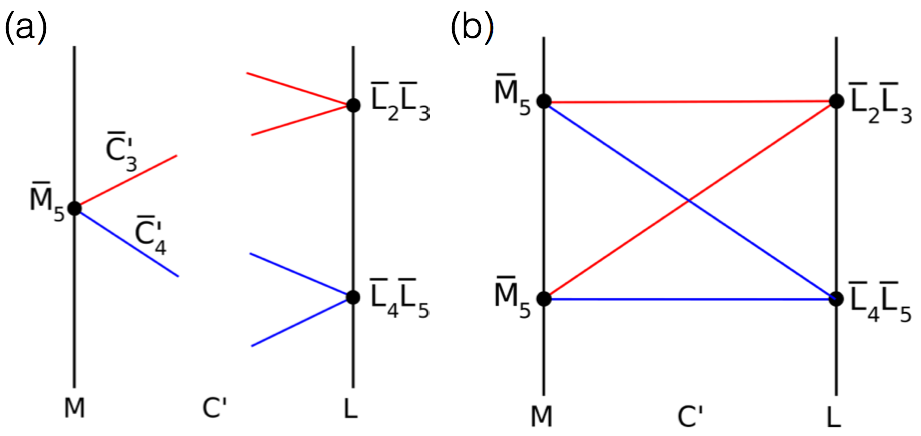 (a)
C̄'₃
M̄₅
C̄'₄
L̄₂L̄₃
L̄₄L̄₅
M C' L
(b)
M̄₅
L̄₂L̄₃
M̄₅
L̄₄L̄₅
M C' L